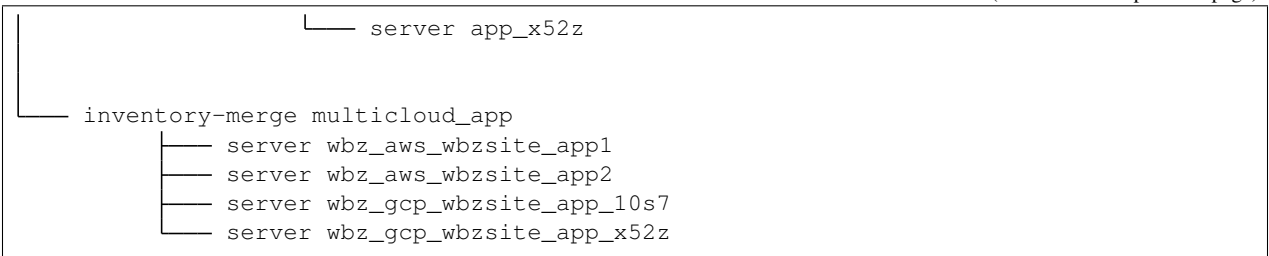 └── server app_x52z
└── inventory-merge multicloud_app
├── server wbz_aws_wbzsite_app1
├── server wbz_aws_wbzsite_app2
├── server wbz_gcp_wbzsite_app_10s7
└── server wbz_gcp_wbzsite_app_x52z